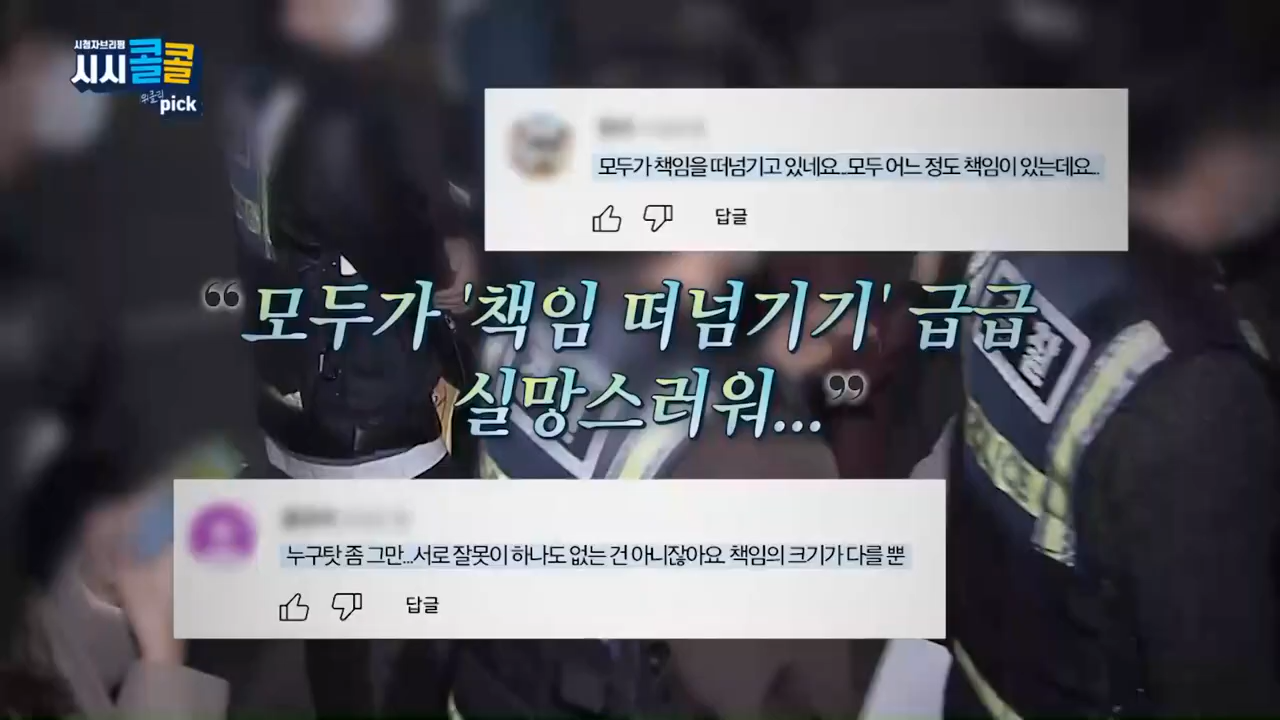 시청자브리핑
시시콜콜
위클리
pick
모두가 책임을 떠넘기고 있네요..모두 어느 정도 책임이 있는데요..
답글
“모두가 '책임 떠넘기기' 급급
실망스러워...”
누구탓 좀 그만...서로 잘못이 하나도 없는 건 아니잖아요. 책임의 크기가 다를 뿐
답글